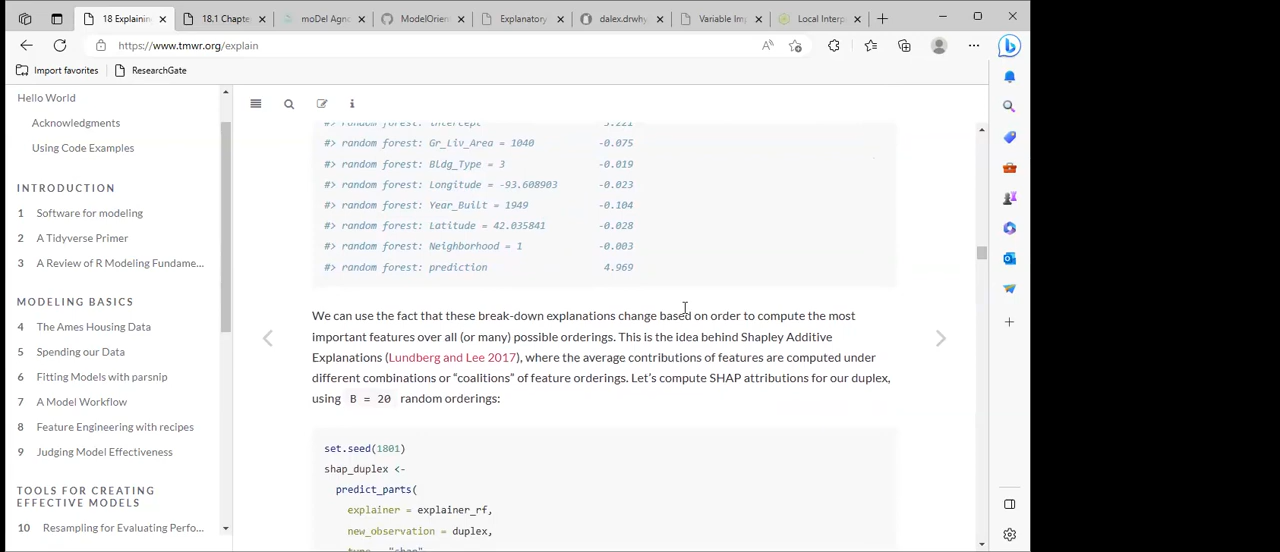 18 Explainin
18.1 Chapte
moDel Agno
ModelOrien
Explanatory
dalex.drwhy
Variable Im
Local Interp
https://www.tmwr.org/explain
Import favorites
ResearchGate
Hello World
Acknowledgments
Using Code Examples
INTRODUCTION
1 Software for modeling
2 A Tidyverse Primer
3 A Review of R Modeling Fundame...
MODELING BASICS
4 The Ames Housing Data
5 Spending our Data
6 Fitting Models with parsnip
7 A Model Workflow
8 Feature Engineering with recipes
9 Judging Model Effectiveness
TOOLS FOR CREATING
EFFECTIVE MODELS
10 Resampling for Evaluating Perfo...
#> random forest: intercept 5.221
#> random forest: Gr_Liv_Area = 1040 -0.075
#> random forest: Bldg_Type = 3 -0.019
#> random forest: Longitude = -93.608903 -0.023
#> random forest: Year_Built = 1949 -0.104
#> random forest: Latitude = 42.035841 -0.028
#> random forest: Neighborhood = 1 -0.003
#> random forest: prediction 4.969
We can use the fact that these break-down explanations change based on order to compute the most
important features over all (or many) possible orderings. This is the idea behind Shapley Additive
Explanations (Lundberg and Lee 2017), where the average contributions of features are computed under
different combinations or “coalitions” of feature orderings. Let’s compute SHAP attributions for our duplex,
using B = 20 random orderings:
set.seed(1801)
shap_duplex <-
predict_parts(
explainer = explainer_rf,
new_observation = duplex,
type = "shap",